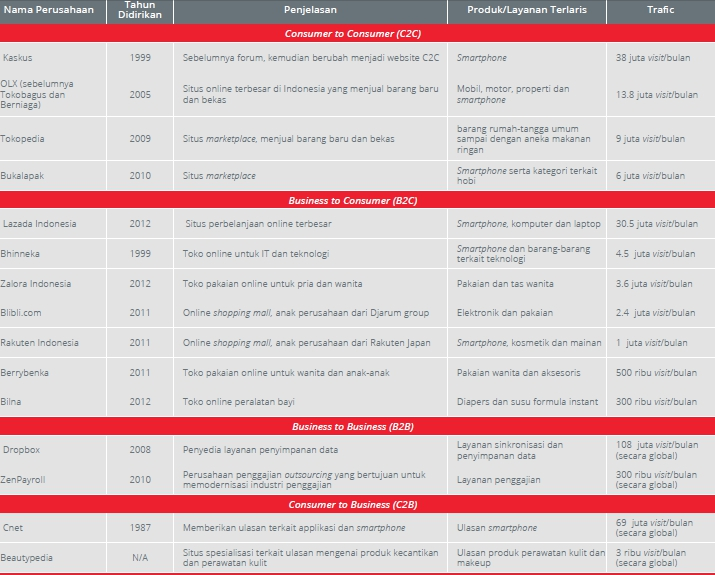 Nama Perusahaan
Tahun
Didirikan
Penjelasan
Produk/Layanan Terlaris
Trafic
Consumer to Consumer (C2C)
Kaskus
1999
Sebelumnya forum, kemudian berubah menjadi website C2C
Smartphone
38 juta visit/bulan
OLX (sebelumnya
Tokobagus dan
Berniaga)
2005
Situs online terbesar di Indonesia yang menjual barang baru
dan bekas
Mobil, motor, properti dan
smartphone
13.8 juta visit/bulan
Tokopedia
2009
Situs marketplace, menjual barang baru dan bekas
barang rumah-tangga umum
sampai dengan aneka makanan
ringan
9 juta visit/bulan
Bukalapak
2010
Situs marketplace
Smartphone serta kategori terkait
hobi
6 juta visit/bulan
Business to Consumer (B2C)
Lazada Indonesia
2012
Situs perbelanjaan online terbesar
Smartphone, komputer dan laptop
30.5 juta visit/bulan
Bhinneka
1999
Toko online untuk IT dan teknologi
Smartphone dan barang-barang
terkait teknologi
4.5 juta visit/bulan
Zalora Indonesia
2012
Toko pakaian online untuk pria dan wanita
Pakaian dan tas wanita
3.6 juta visit/bulan
Blibli.com
2011
Online shopping mall, anak perusahaan dari Djarum group
Elektronik dan pakaian
2.4 juta visit/bulan
Rakuten Indonesia
2011
Online shopping mall, anak perusahaan dari Rakuten Japan
Smartphone, kosmetik dan mainan
1 juta visit/bulan
Berrybenka
2011
Toko pakaian online untuk wanita dan anak-anak
Pakaian wanita dan aksesoris
500 ribu visit/bulan
Bilna
2012
Toko online peralatan bayi
Diapers dan susu formula instant
300 ribu visit/bulan
Business to Business (B2B)
Dropbox
2008
Penyedia layanan penyimpanan data
Layanan sinkronisasi dan
penyimpanan data
108 juta visit/bulan
(secara global)
ZenPayroll
2010
Perusahaan penggajian outsourcing yang bertujuan untuk
memodernisasi industri penggajian
Layanan penggajian
300 ribu visit/bulan
(secara global)
Consumer to Business (C2B)
Cnet
1987
Memberikan ulasan terkait applikasi dan smartphone
Ulasan smartphone
69 juta visit/bulan
(secara global)
Beautypedia
N/A
Situs spesialisasi terkait ulasan mengenai produk kecantikan
dan perawatan kulit
Ulasan produk perawatan kulit dan
makeup
3 ribu visit/bulan
(secara global)